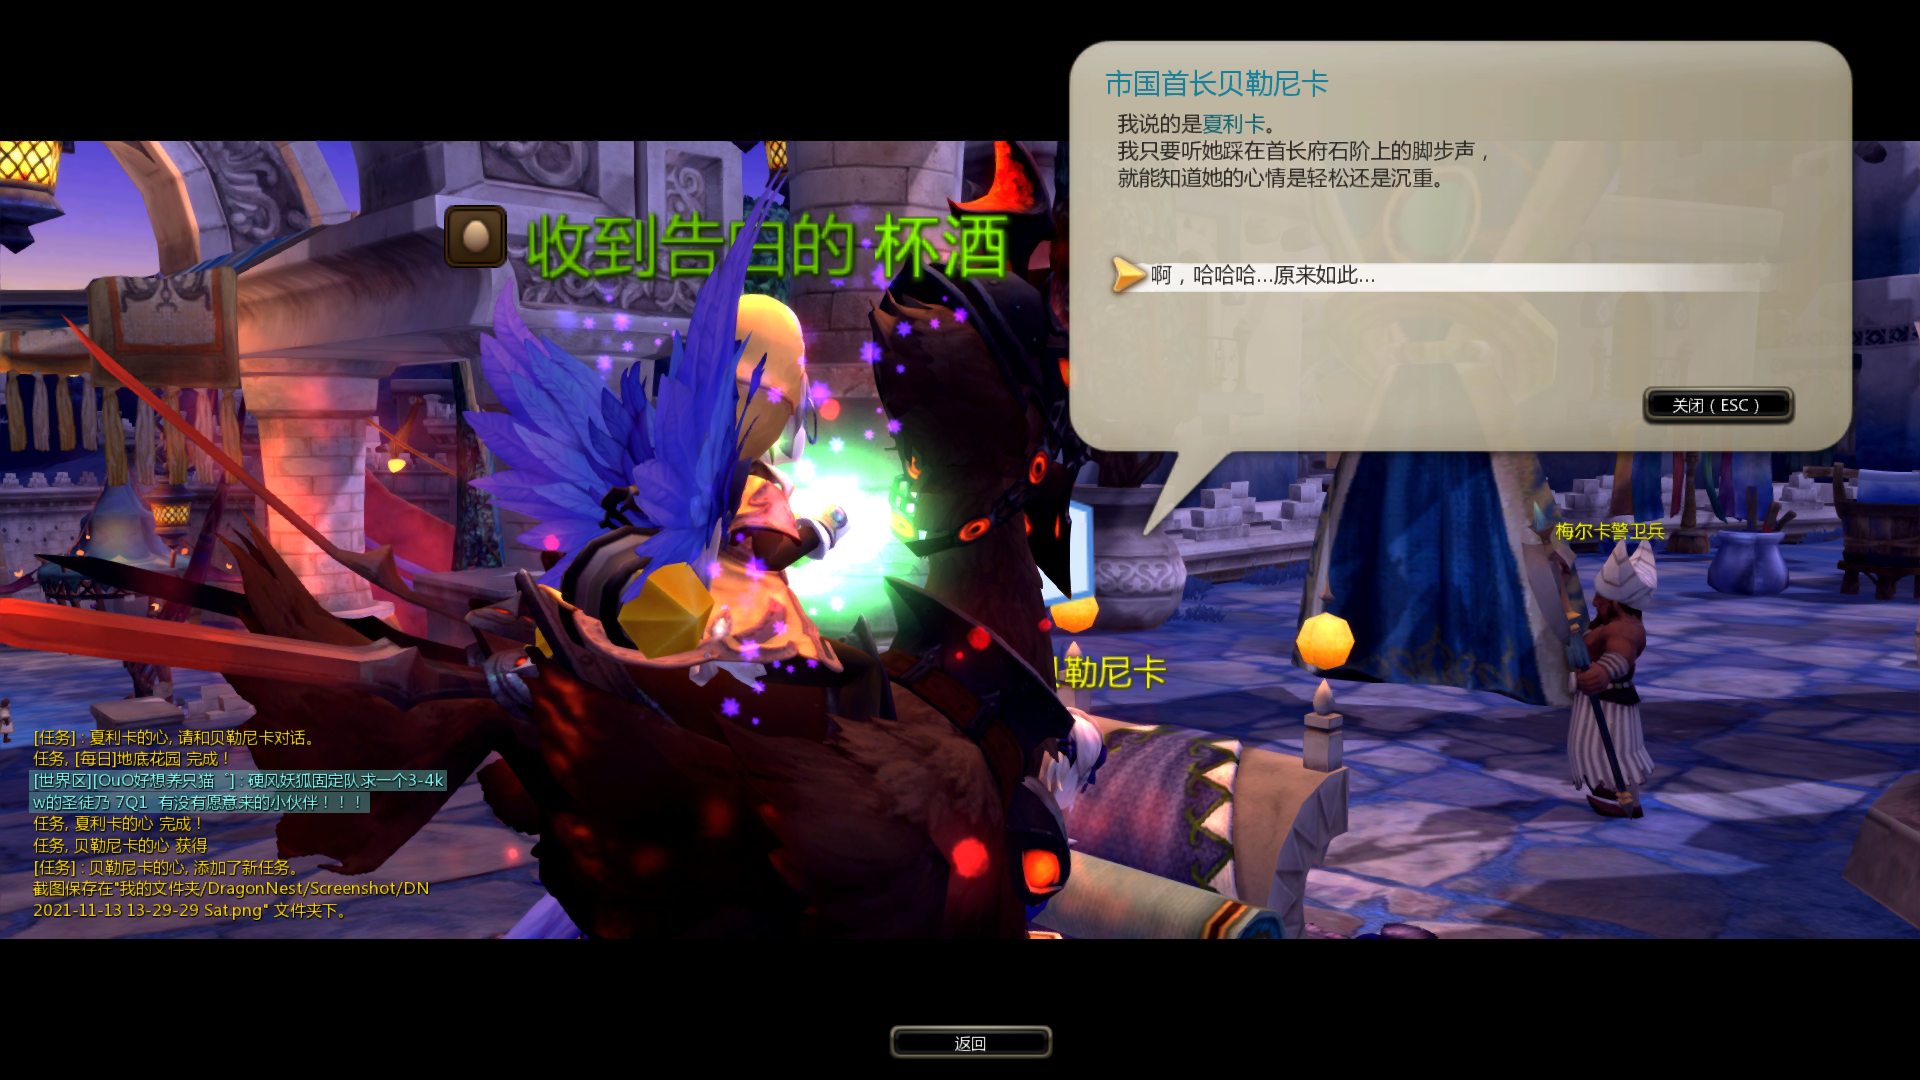 市国首长贝勒尼卡
我说的是夏利卡。
我只要听她踩在首长府石阶上的脚步声，
就能知道她的心情是轻松还是沉重。
啊，哈哈哈...原来如此...
关闭（ESC）
收到告白的 杯酒
梅尔卡警卫兵
勒尼卡
[任务] : 夏利卡的心, 请和贝勒尼卡对话。
任务, [每日]地底花园 完成！
[世界区][OuO好想养只猫゜] : 硬风妖狐固定队求一个3-4k
w的圣徒乃 7Q1  有没有愿意来的小伙伴！！！
任务, 夏利卡的心 完成！
任务, 贝勒尼卡的心 获得
[任务] : 贝勒尼卡的心, 添加了新任务。
截图保存在"我的文件夹/DragonNest/Screenshot/DN
2021-11-13 13-29-29 Sat.png" 文件夹下。
返回